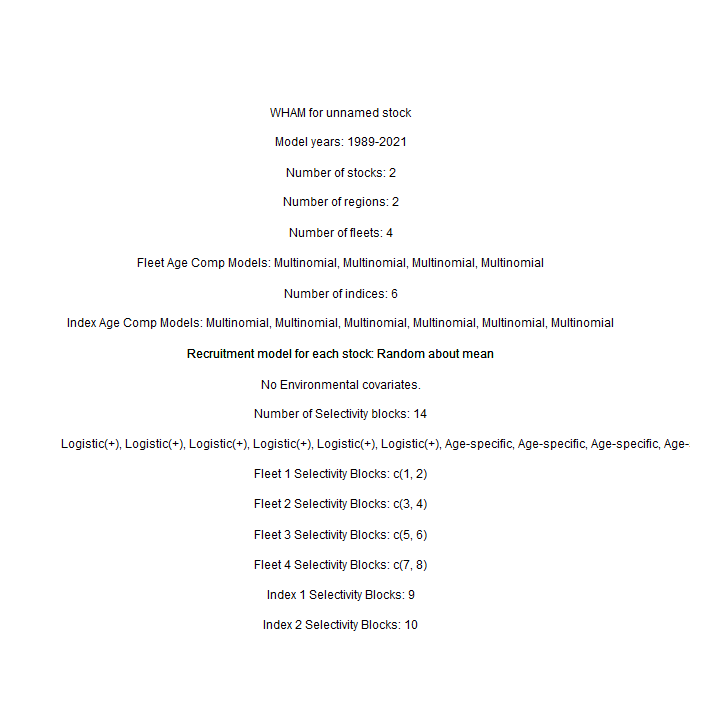 WHAM for unnamed stock
Model years: 1989-2021
Number of stocks: 2
Number of regions: 2
Number of fleets: 4
Fleet Age Comp Models: Multinomial, Multinomial, Multinomial, Multinomial
Number of indices: 6
Index Age Comp Models: Multinomial, Multinomial, Multinomial, Multinomial, Multinomial, Multinomial
Recruitment model for each stock: Random about mean
No Environmental covariates.
Number of Selectivity blocks: 14
Logistic(+), Logistic(+), Logistic(+), Logistic(+), Logistic(+), Logistic(+), Age-specific, Age-specific, Age-specific, Age-
Fleet 1 Selectivity Blocks: c(1, 2)
Fleet 2 Selectivity Blocks: c(3, 4)
Fleet 3 Selectivity Blocks: c(5, 6)
Fleet 4 Selectivity Blocks: c(7, 8)
Index 1 Selectivity Blocks: 9
Index 2 Selectivity Blocks: 10